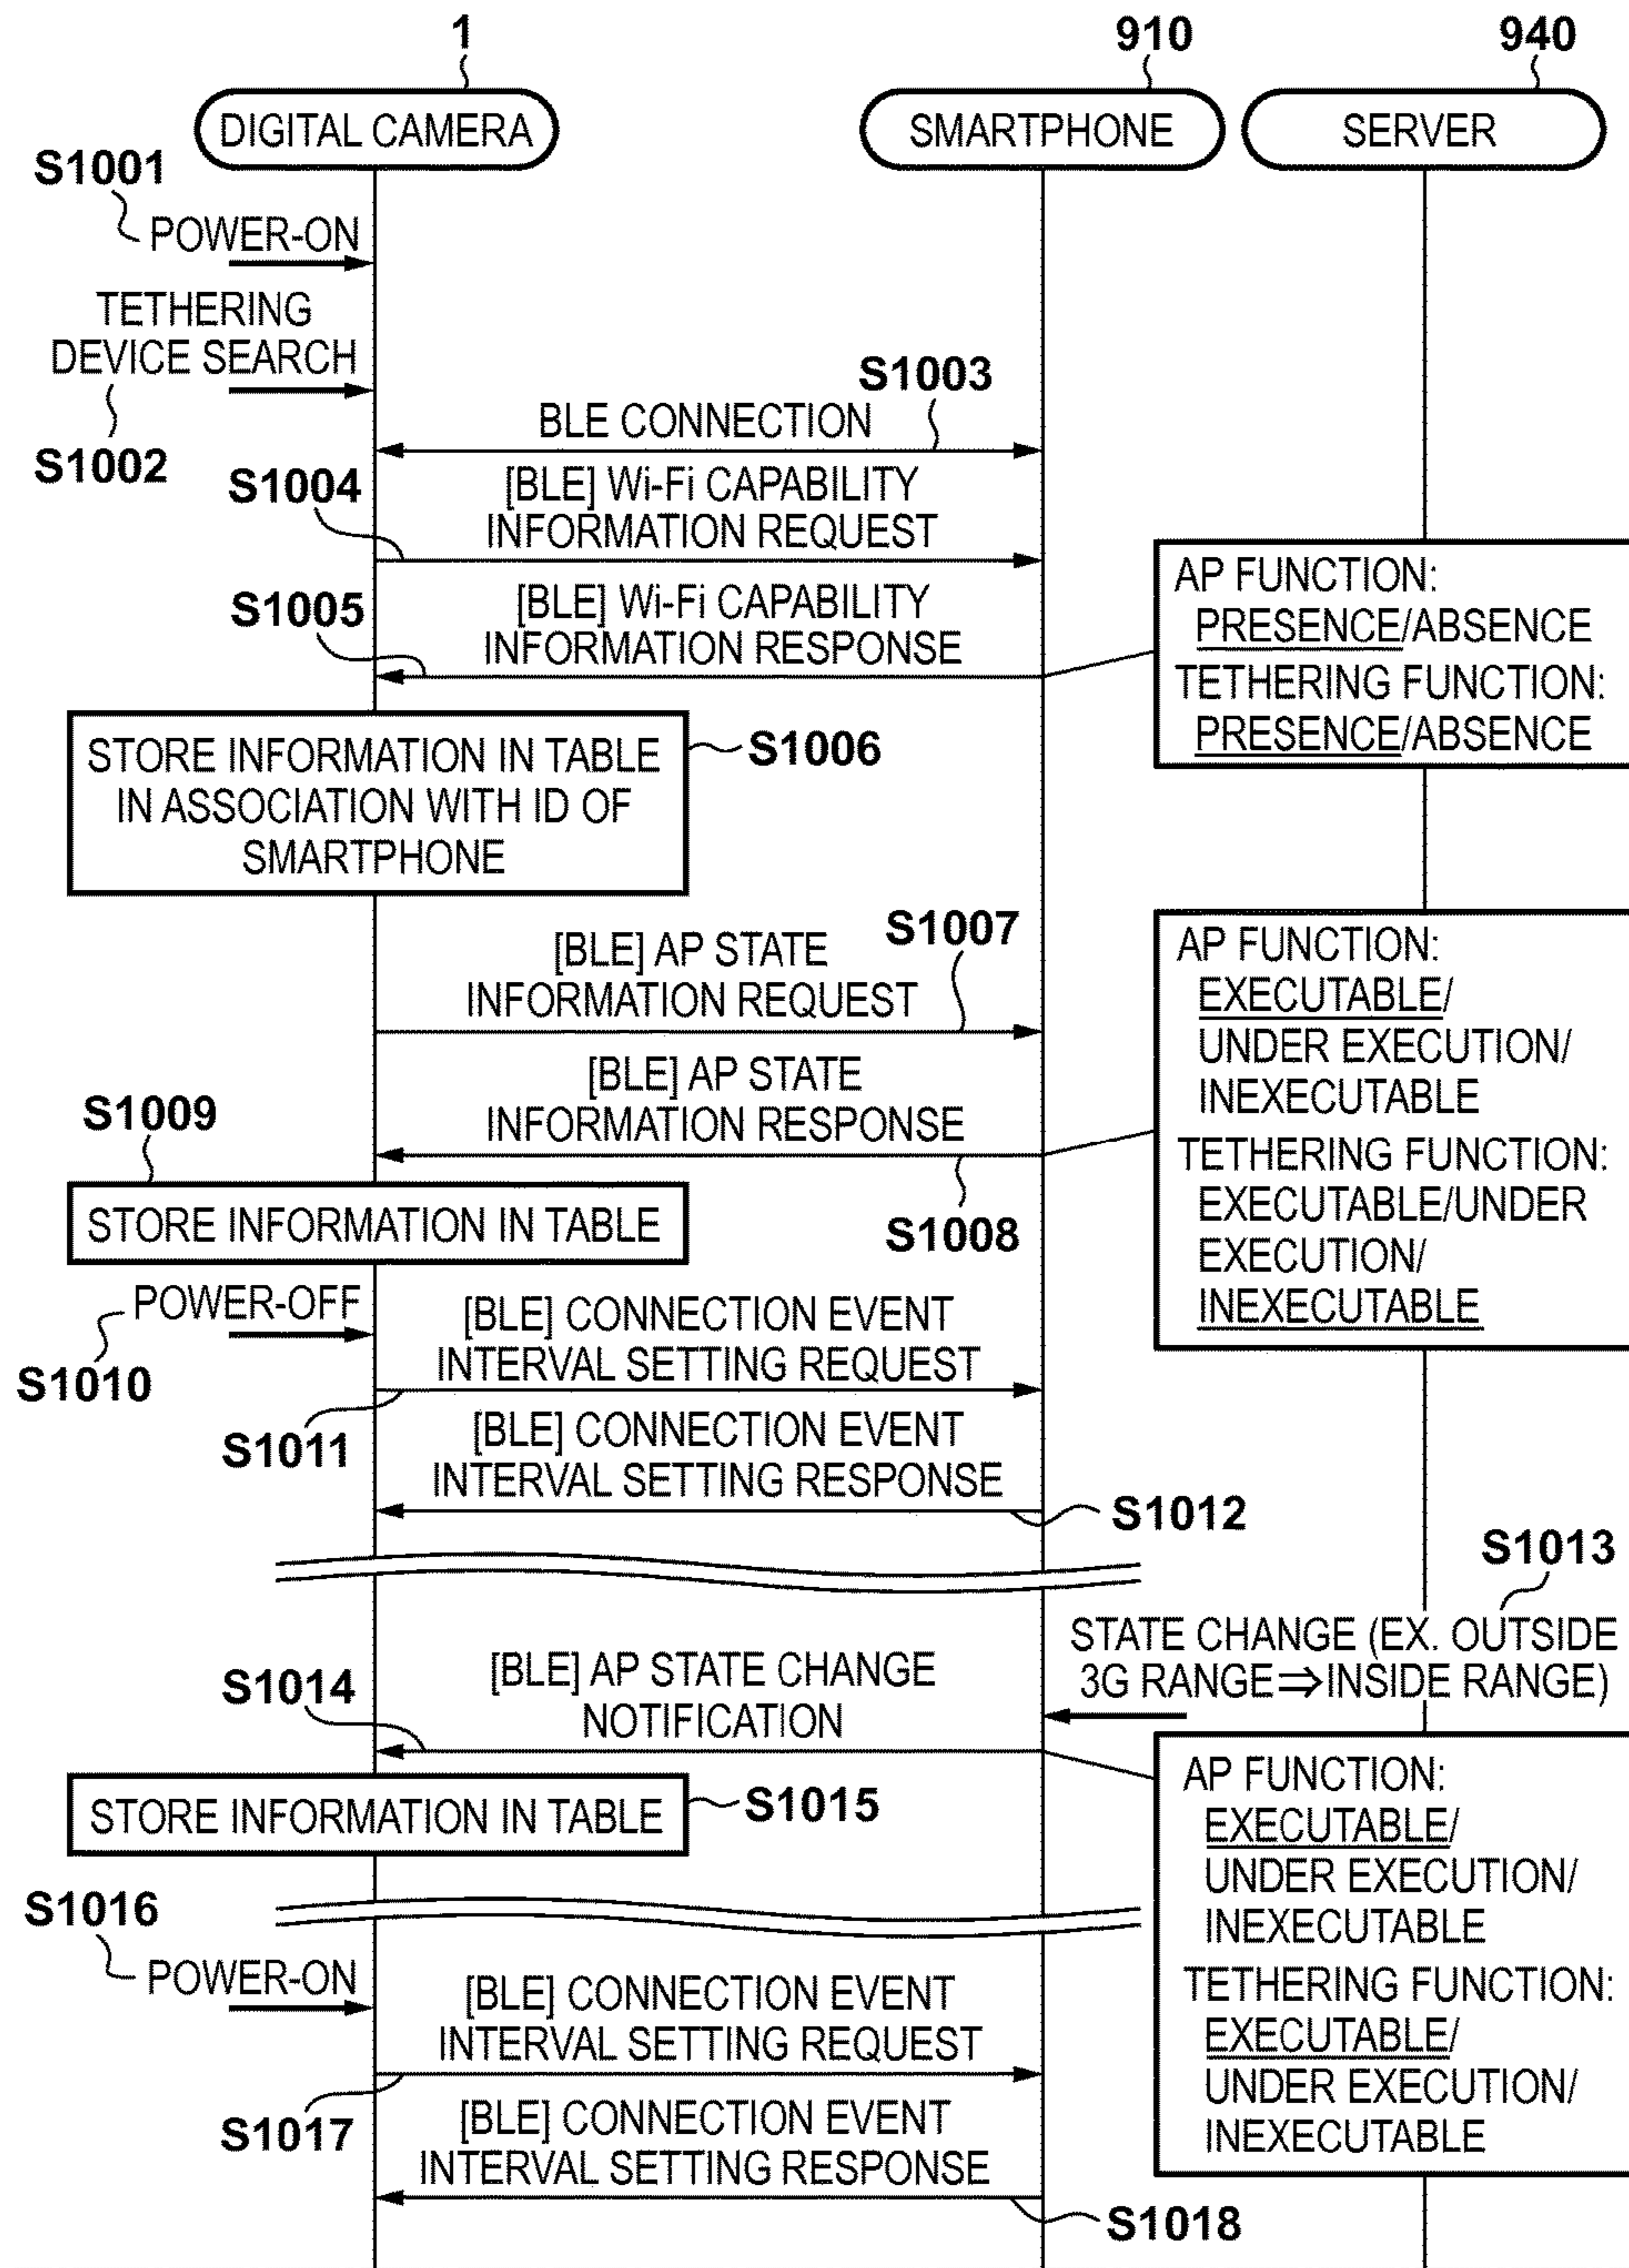 1
910
940
DIGITAL CAMERA
SMARTPHONE
SERVER
S1001
POWER-ON
TETHERING
DEVICE SEARCH
S1002
S1003
BLE CONNECTION
S1004
[BLE] Wi-Fi CAPABILITY
INFORMATION REQUEST
S1005
[BLE] Wi-Fi CAPABILITY
INFORMATION RESPONSE
AP FUNCTION:
PRESENCE/ABSENCE
TETHERING FUNCTION:
PRESENCE/ABSENCE
STORE INFORMATION IN TABLE
IN ASSOCIATION WITH ID OF
SMARTPHONE
S1006
S1007
[BLE] AP STATE
INFORMATION REQUEST
[BLE] AP STATE
INFORMATION RESPONSE
S1008
AP FUNCTION:
EXECUTABLE/
UNDER EXECUTION/
INEXECUTABLE
TETHERING FUNCTION:
EXECUTABLE/UNDER
EXECUTION/
INEXECUTABLE
S1009
STORE INFORMATION IN TABLE
POWER-OFF
S1010
[BLE] CONNECTION EVENT
INTERVAL SETTING REQUEST
S1011
[BLE] CONNECTION EVENT
INTERVAL SETTING RESPONSE
S1012
S1013
STATE CHANGE (EX. OUTSIDE
3G RANGE⇒INSIDE RANGE)
S1014
[BLE] AP STATE CHANGE
NOTIFICATION
STORE INFORMATION IN TABLE
S1015
AP FUNCTION:
EXECUTABLE/
UNDER EXECUTION/
INEXECUTABLE
TETHERING FUNCTION:
EXECUTABLE/
UNDER EXECUTION/
INEXECUTABLE
S1016
POWER-ON
[BLE] CONNECTION EVENT
INTERVAL SETTING REQUEST
S1017
[BLE] CONNECTION EVENT
INTERVAL SETTING RESPONSE
S1018